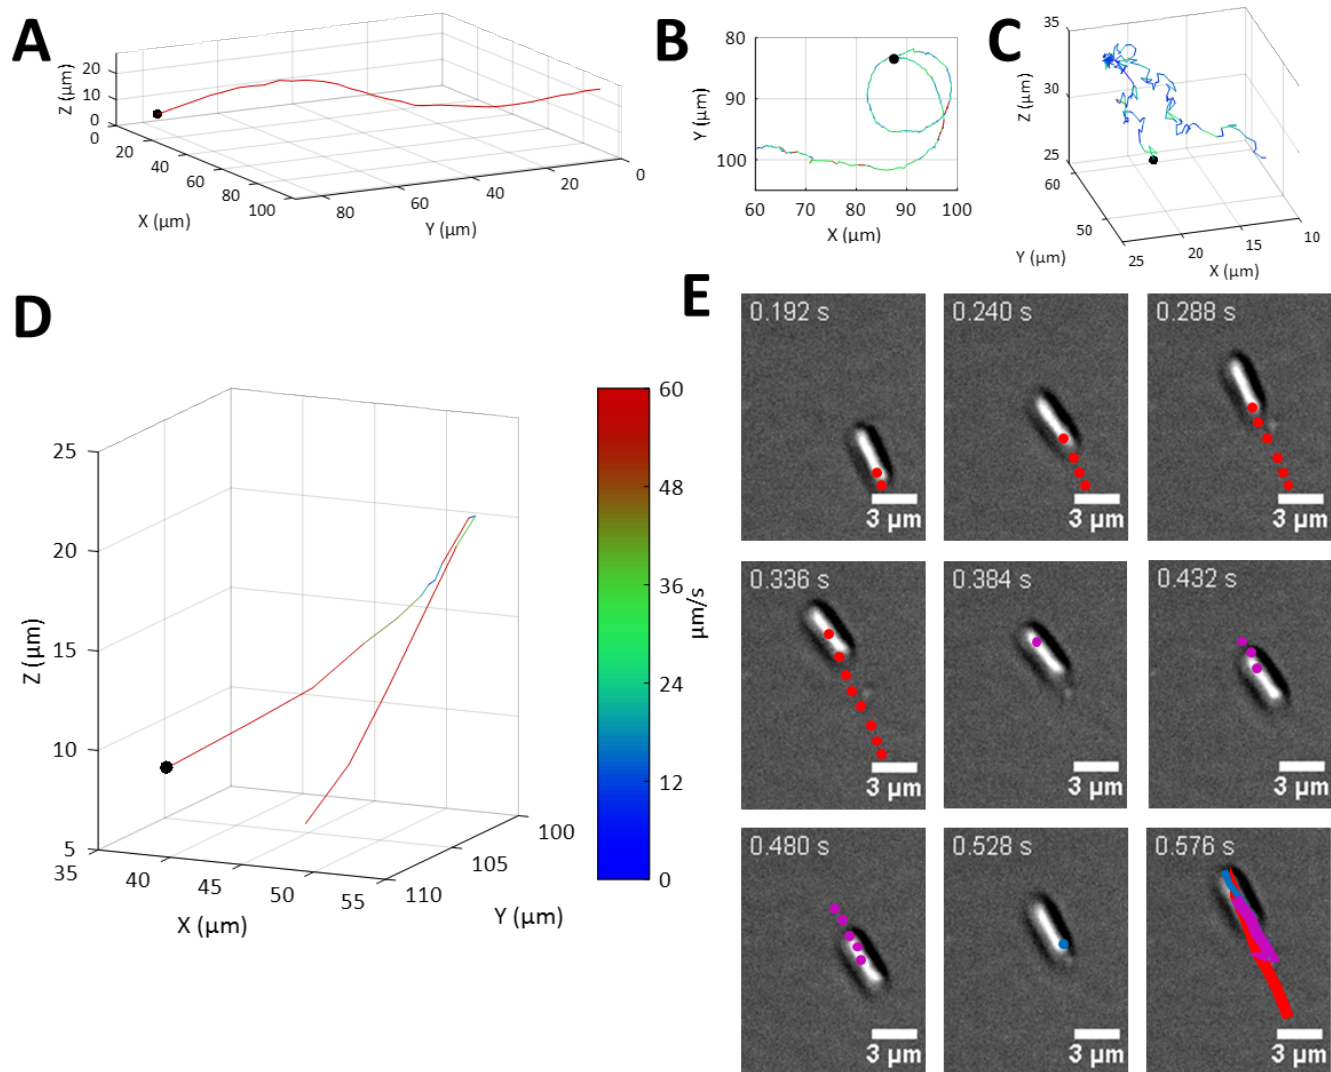 A
Z (µm)
20
10
0
0
20
40
60
80
100
X (µm)
80
60
40
20
0
Y (µm)
B
80
90
100
Y (µm)
60
70
80
90
100
X (µm)
C
35
30
25
Z (µm)
60
50
Y (µm)
25
20
15
10
X (µm)
D
25
20
15
10
5
Z (µm)
35
40
45
50
55
X (µm)
110
105
100
Y (µm)
60
48
36
24
12
0
µm/s
E
0.192 s
3 µm
0.240 s
3 µm
0.288 s
3 µm
0.336 s
3 µm
0.384 s
3 µm
0.432 s
3 µm
0.480 s
3 µm
0.528 s
3 µm
0.576 s
3 µm